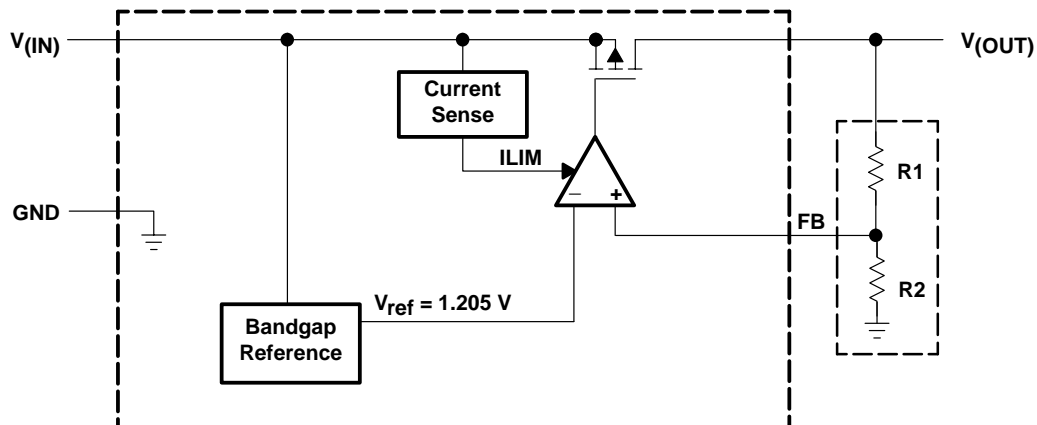 V(IN)
V(OUT)
Current
Sense
ILIM
R1
− +
GND
FB
R2
Vref = 1.205 V
Bandgap
Reference